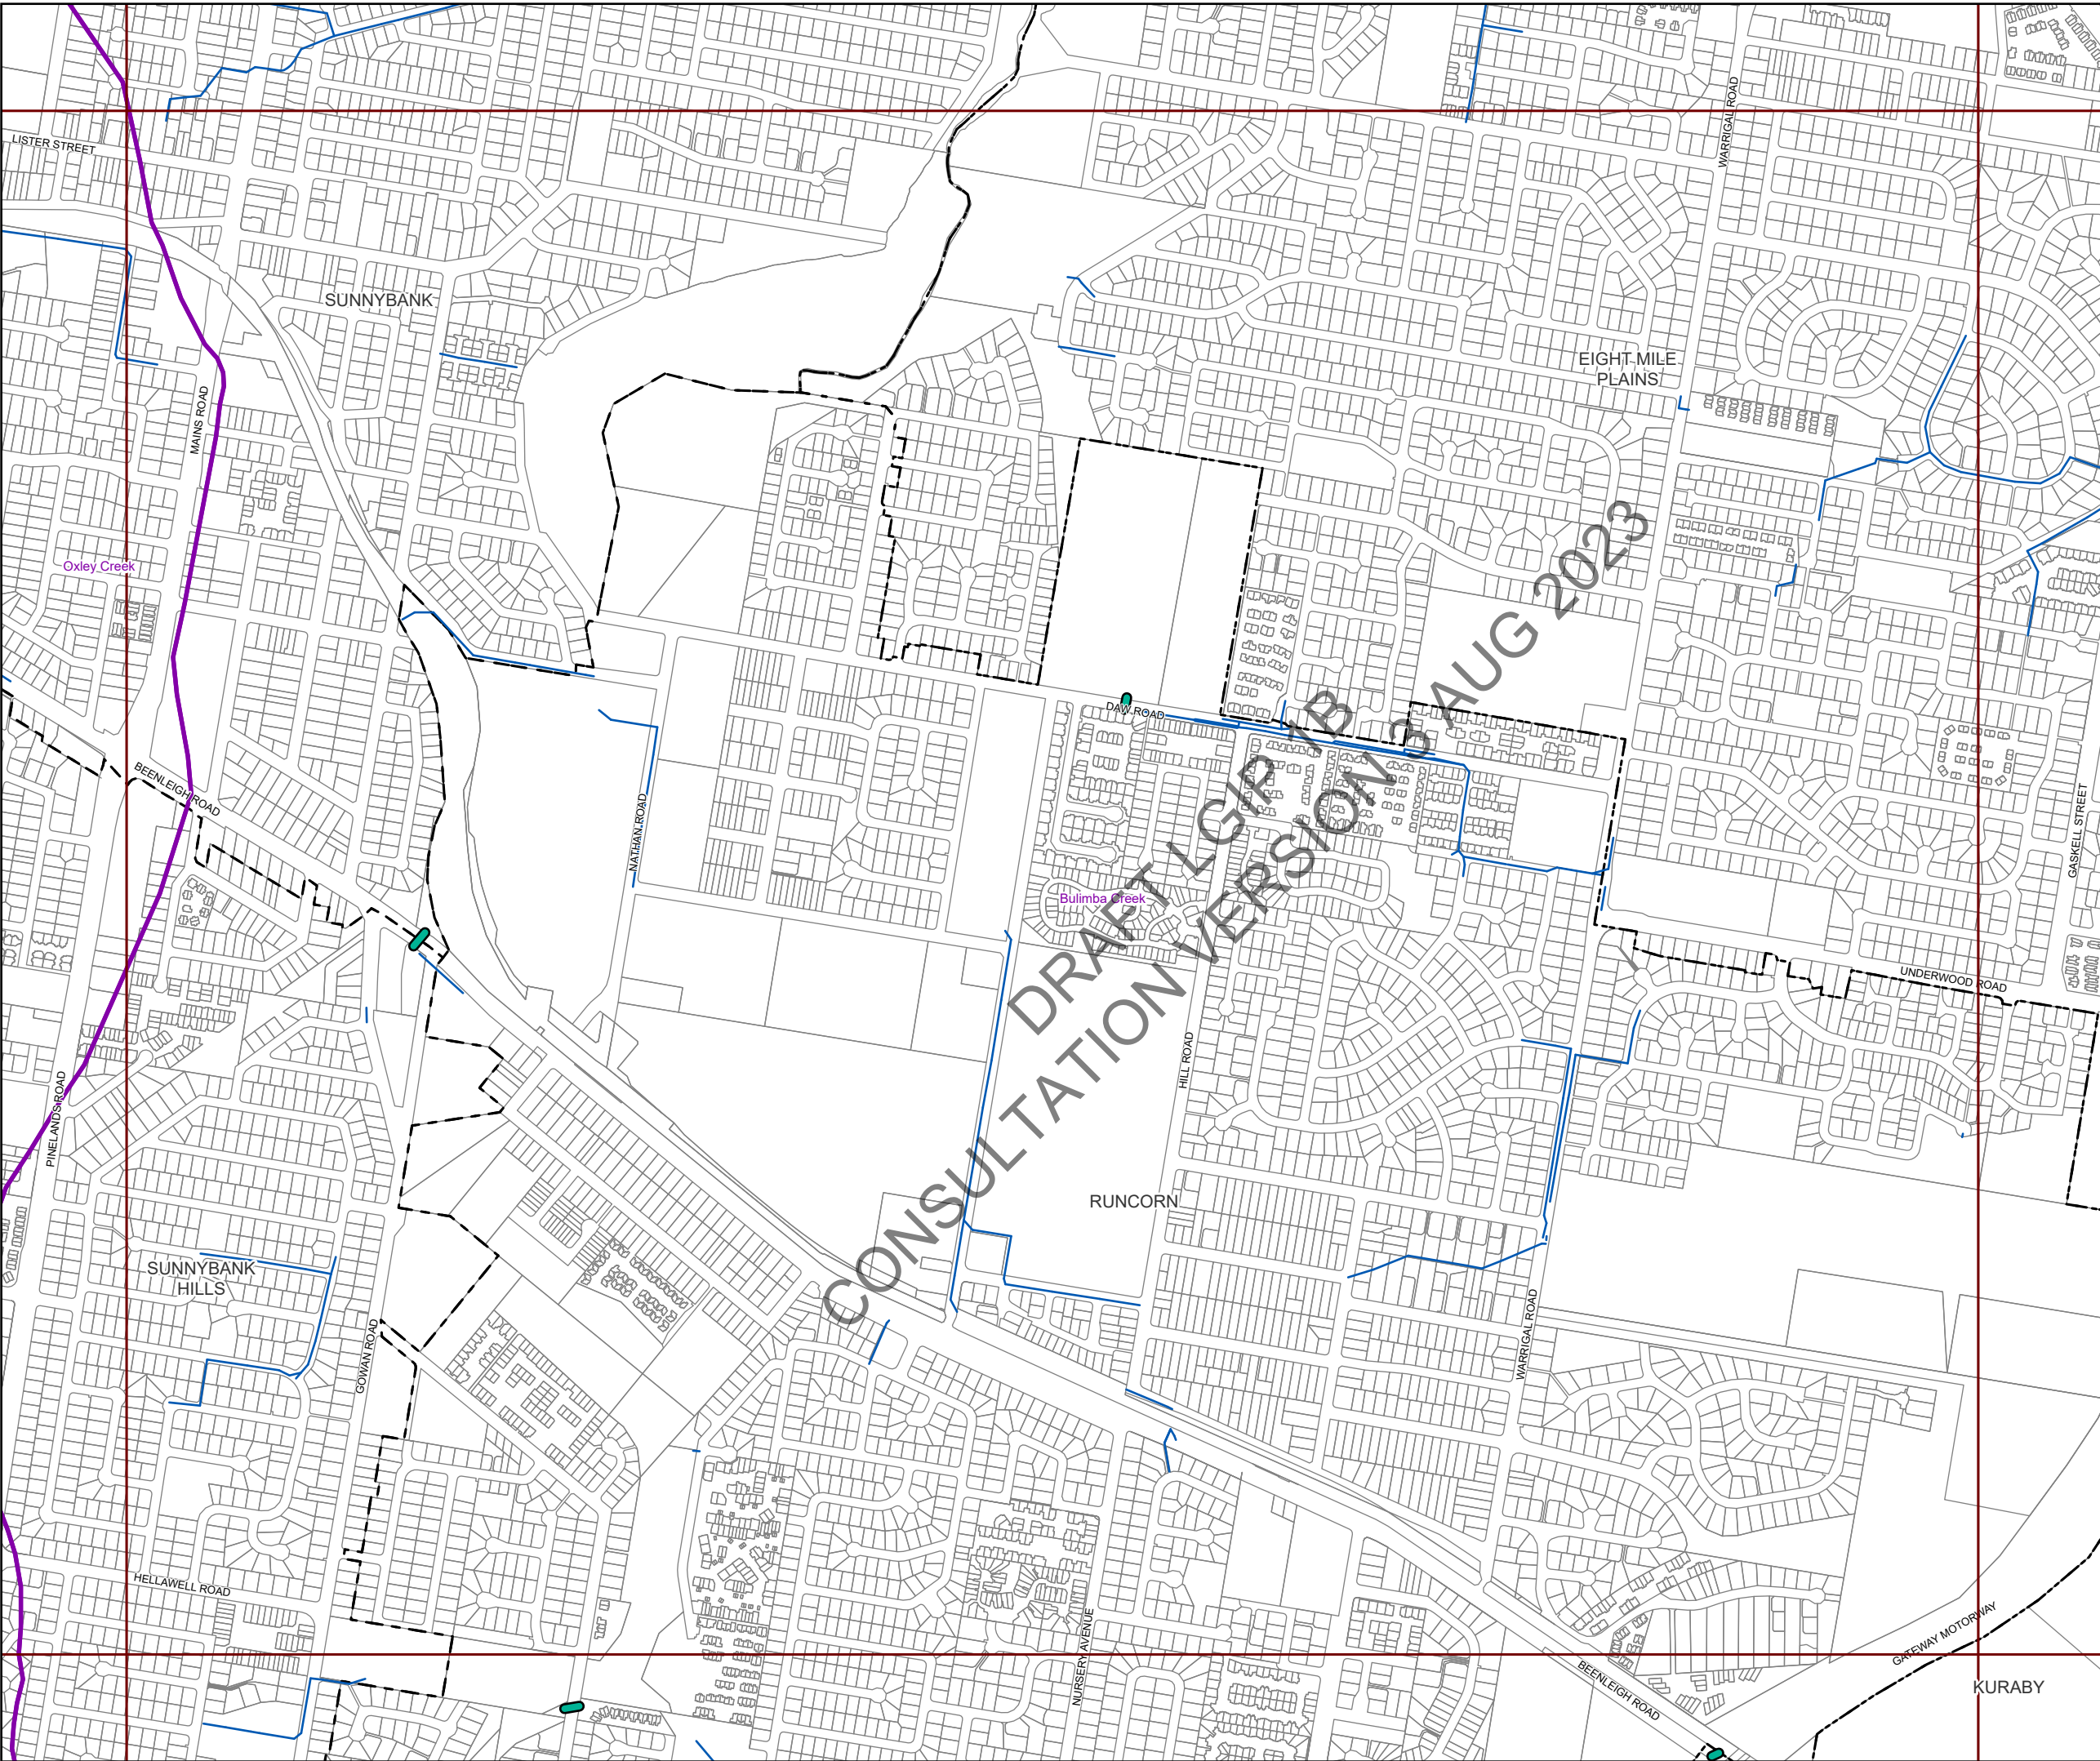 WARRIGAL ROAD
LISTER STREET
SUNNYBANK
EIGHT MILE
PLAINS
MAINS ROAD
Oxley Creek
DAW ROAD
BEENLEIGH ROAD
NATHAN ROAD
GASKELL STREET
Bulimba Creek
DRAFT LGIP 1B
CONSULTATION VERSION 3 AUG 2023
UNDERWOOD ROAD
HILL ROAD
PINELANDS ROAD
RUNCORN
SUNNYBANK
HILLS
GOWAN ROAD
WARRIGAL ROAD
HELLAWELL ROAD
NURSERY AVENUE
GATEWAY MOTORWAY
BEENLEIGH ROAD
KURABY